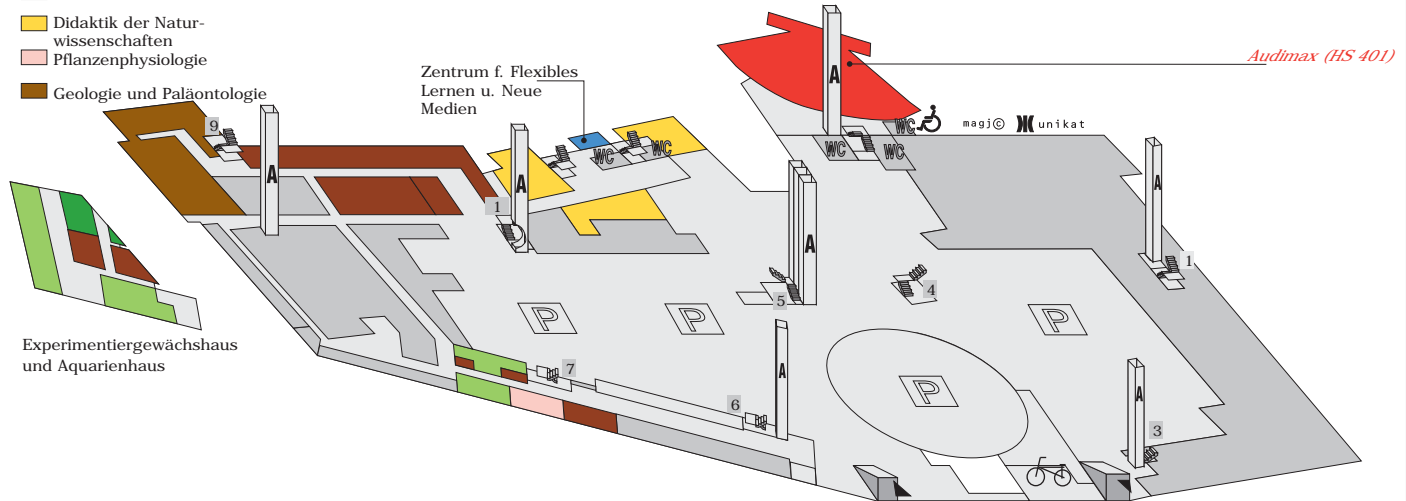 Didaktik der Natur-
wissenschaften
Pflanzenphysiologie
Geologie und Paläontologie
Zentrum f. Flexibles
Lernen u. Neue
Medien
Audimax (HS 401)
A
WC
magj© unikat
WC
WC
9
A
A
WC
WC
A
1
A
1
5
4
P
P
P
Experimentiergewächshaus
und Aquarienhaus
7
A
A
P
6
3